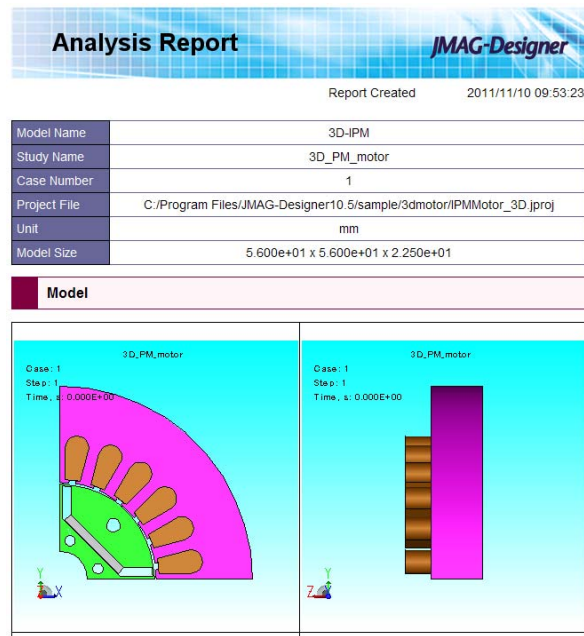 Analysis Report
JMAG-Designer
Report Created 2011/11/10 09:53:23
Model Name 3D-IPM
Study Name 3D_PM_motor
Case Number 1
Project File C:/Program Files/JMAG-Designer10.5/sample/3dmotor/IPMMotor_3D.jproj
Unit mm
Model Size 5.600e+01 x 5.600e+01 x 2.250e+01
Model
3D_PM_motor
Case: 1
Step: 1
Time, s: 0.000E+00
Y
Z X
3D_PM_motor
Case: 1
Step: 1
Time, s: 0.000E+00
Y
Z